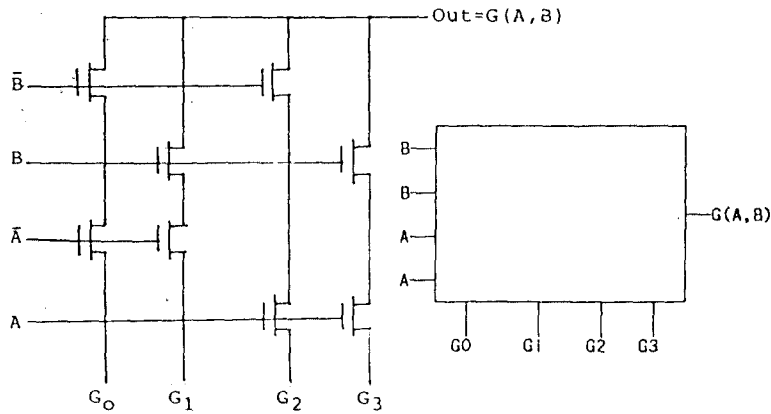 Out=G(A,B)
B̅
B
A̅
A
G₀ G₁ G₂ G₃
B
B
A
A
G(A,B)
G0 G1 G2 G3